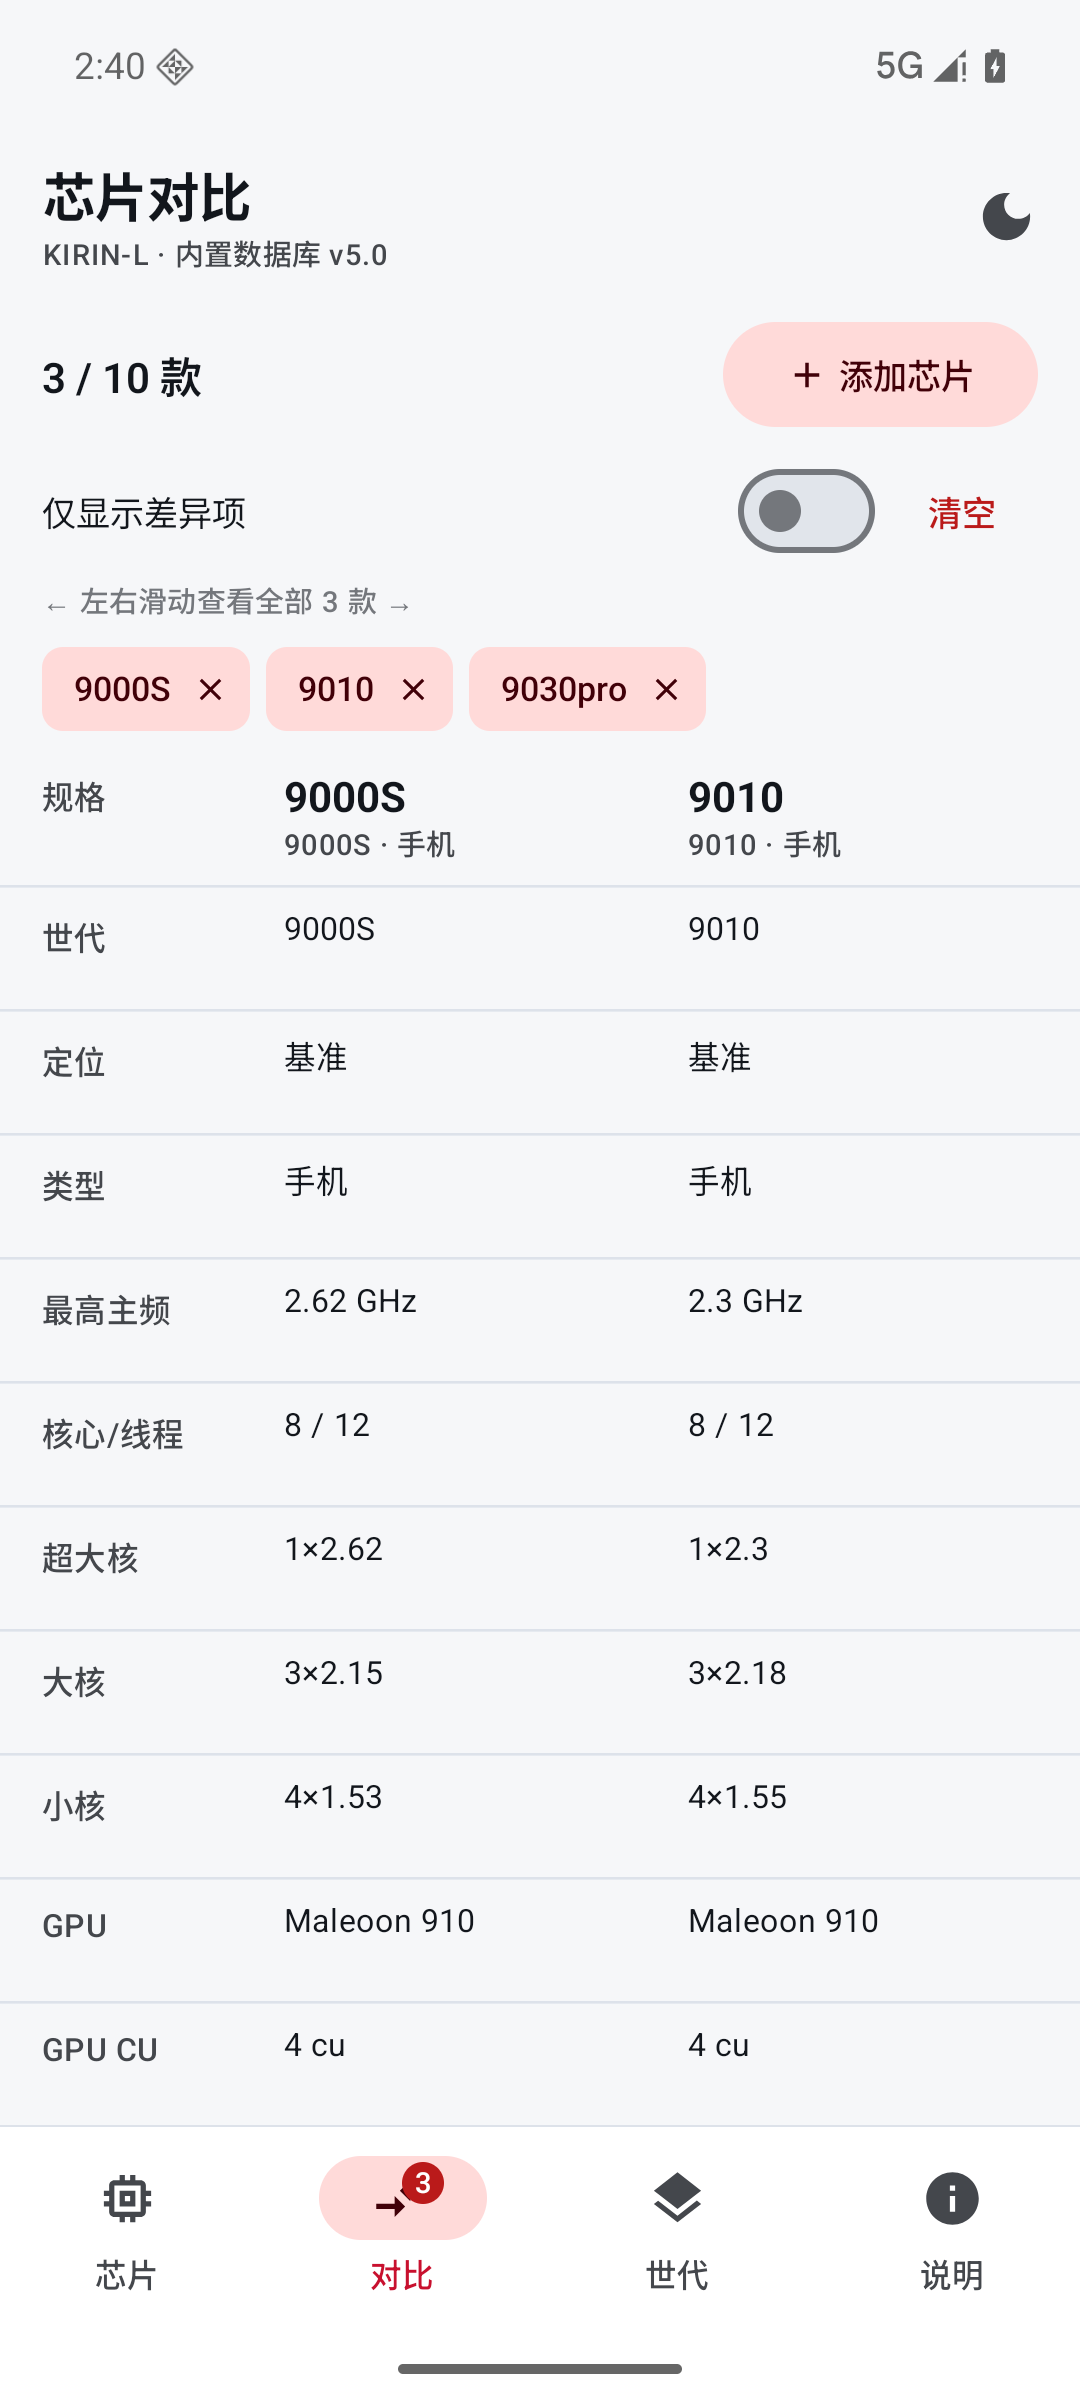 2:40 5G
芯片对比
KIRIN-L · 内置数据库 v5.0
3 / 10 款
+ 添加芯片
仅显示差异项 清空
← 左右滑动查看全部 3 款 →
9000S × 9010 × 9030pro ×
规格 9000S 9010
9000S · 手机 9010 · 手机
世代 9000S 9010
定位 基准 基准
类型 手机 手机
最高主频 2.62 GHz 2.3 GHz
核心/线程 8 / 12 8 / 12
超大核 1×2.62 1×2.3
大核 3×2.15 3×2.18
小核 4×1.53 4×1.55
GPU Maleoon 910 Maleoon 910
GPU CU 4 cu 4 cu
3
芯片 对比 世代 说明